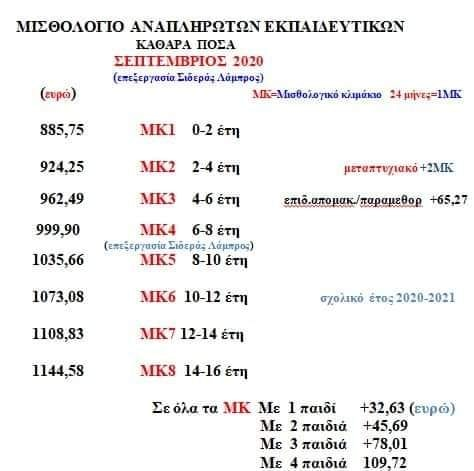 ΜΙΣΘΟΛΟΓΙΟ ΑΝΑΠΛΗΡΩΤΩΝ ΕΚΠΑΙΔΕΥΤΙΚΩΝ
ΚΑΘΑΡΑ ΠΟΣΑ
ΣΕΠΤΕΜΒΡΙΟΣ 2020
(επεξεργασία Σιδεράς Λάμπρος)
(ευρώ) ΜΚ=Μισθολογικό κλιμάκιο 24 μήνες=1ΜΚ
885,75 ΜΚ1 0-2 έτη
924,25 ΜΚ2 2-4 έτη μεταπτυχιακό +2ΜΚ
962,49 ΜΚ3 4-6 έτη επιδ.απομακ./παραμεθορ +65,27
999,90 ΜΚ4 6-8 έτη
(επεξεργασία Σιδεράς Λάμπρος)
1035,66 ΜΚ5 8-10 έτη
1073,08 ΜΚ6 10-12 έτη σχολικό έτος 2020-2021
1108,83 ΜΚ7 12-14 έτη
1144,58 ΜΚ8 14-16 έτη
Σε όλα τα ΜΚ Με 1 παιδί +32,63 (ευρώ)
Με 2 παιδιά +45,69
Με 3 παιδιά +78,01
Με 4 παιδιά 109,72